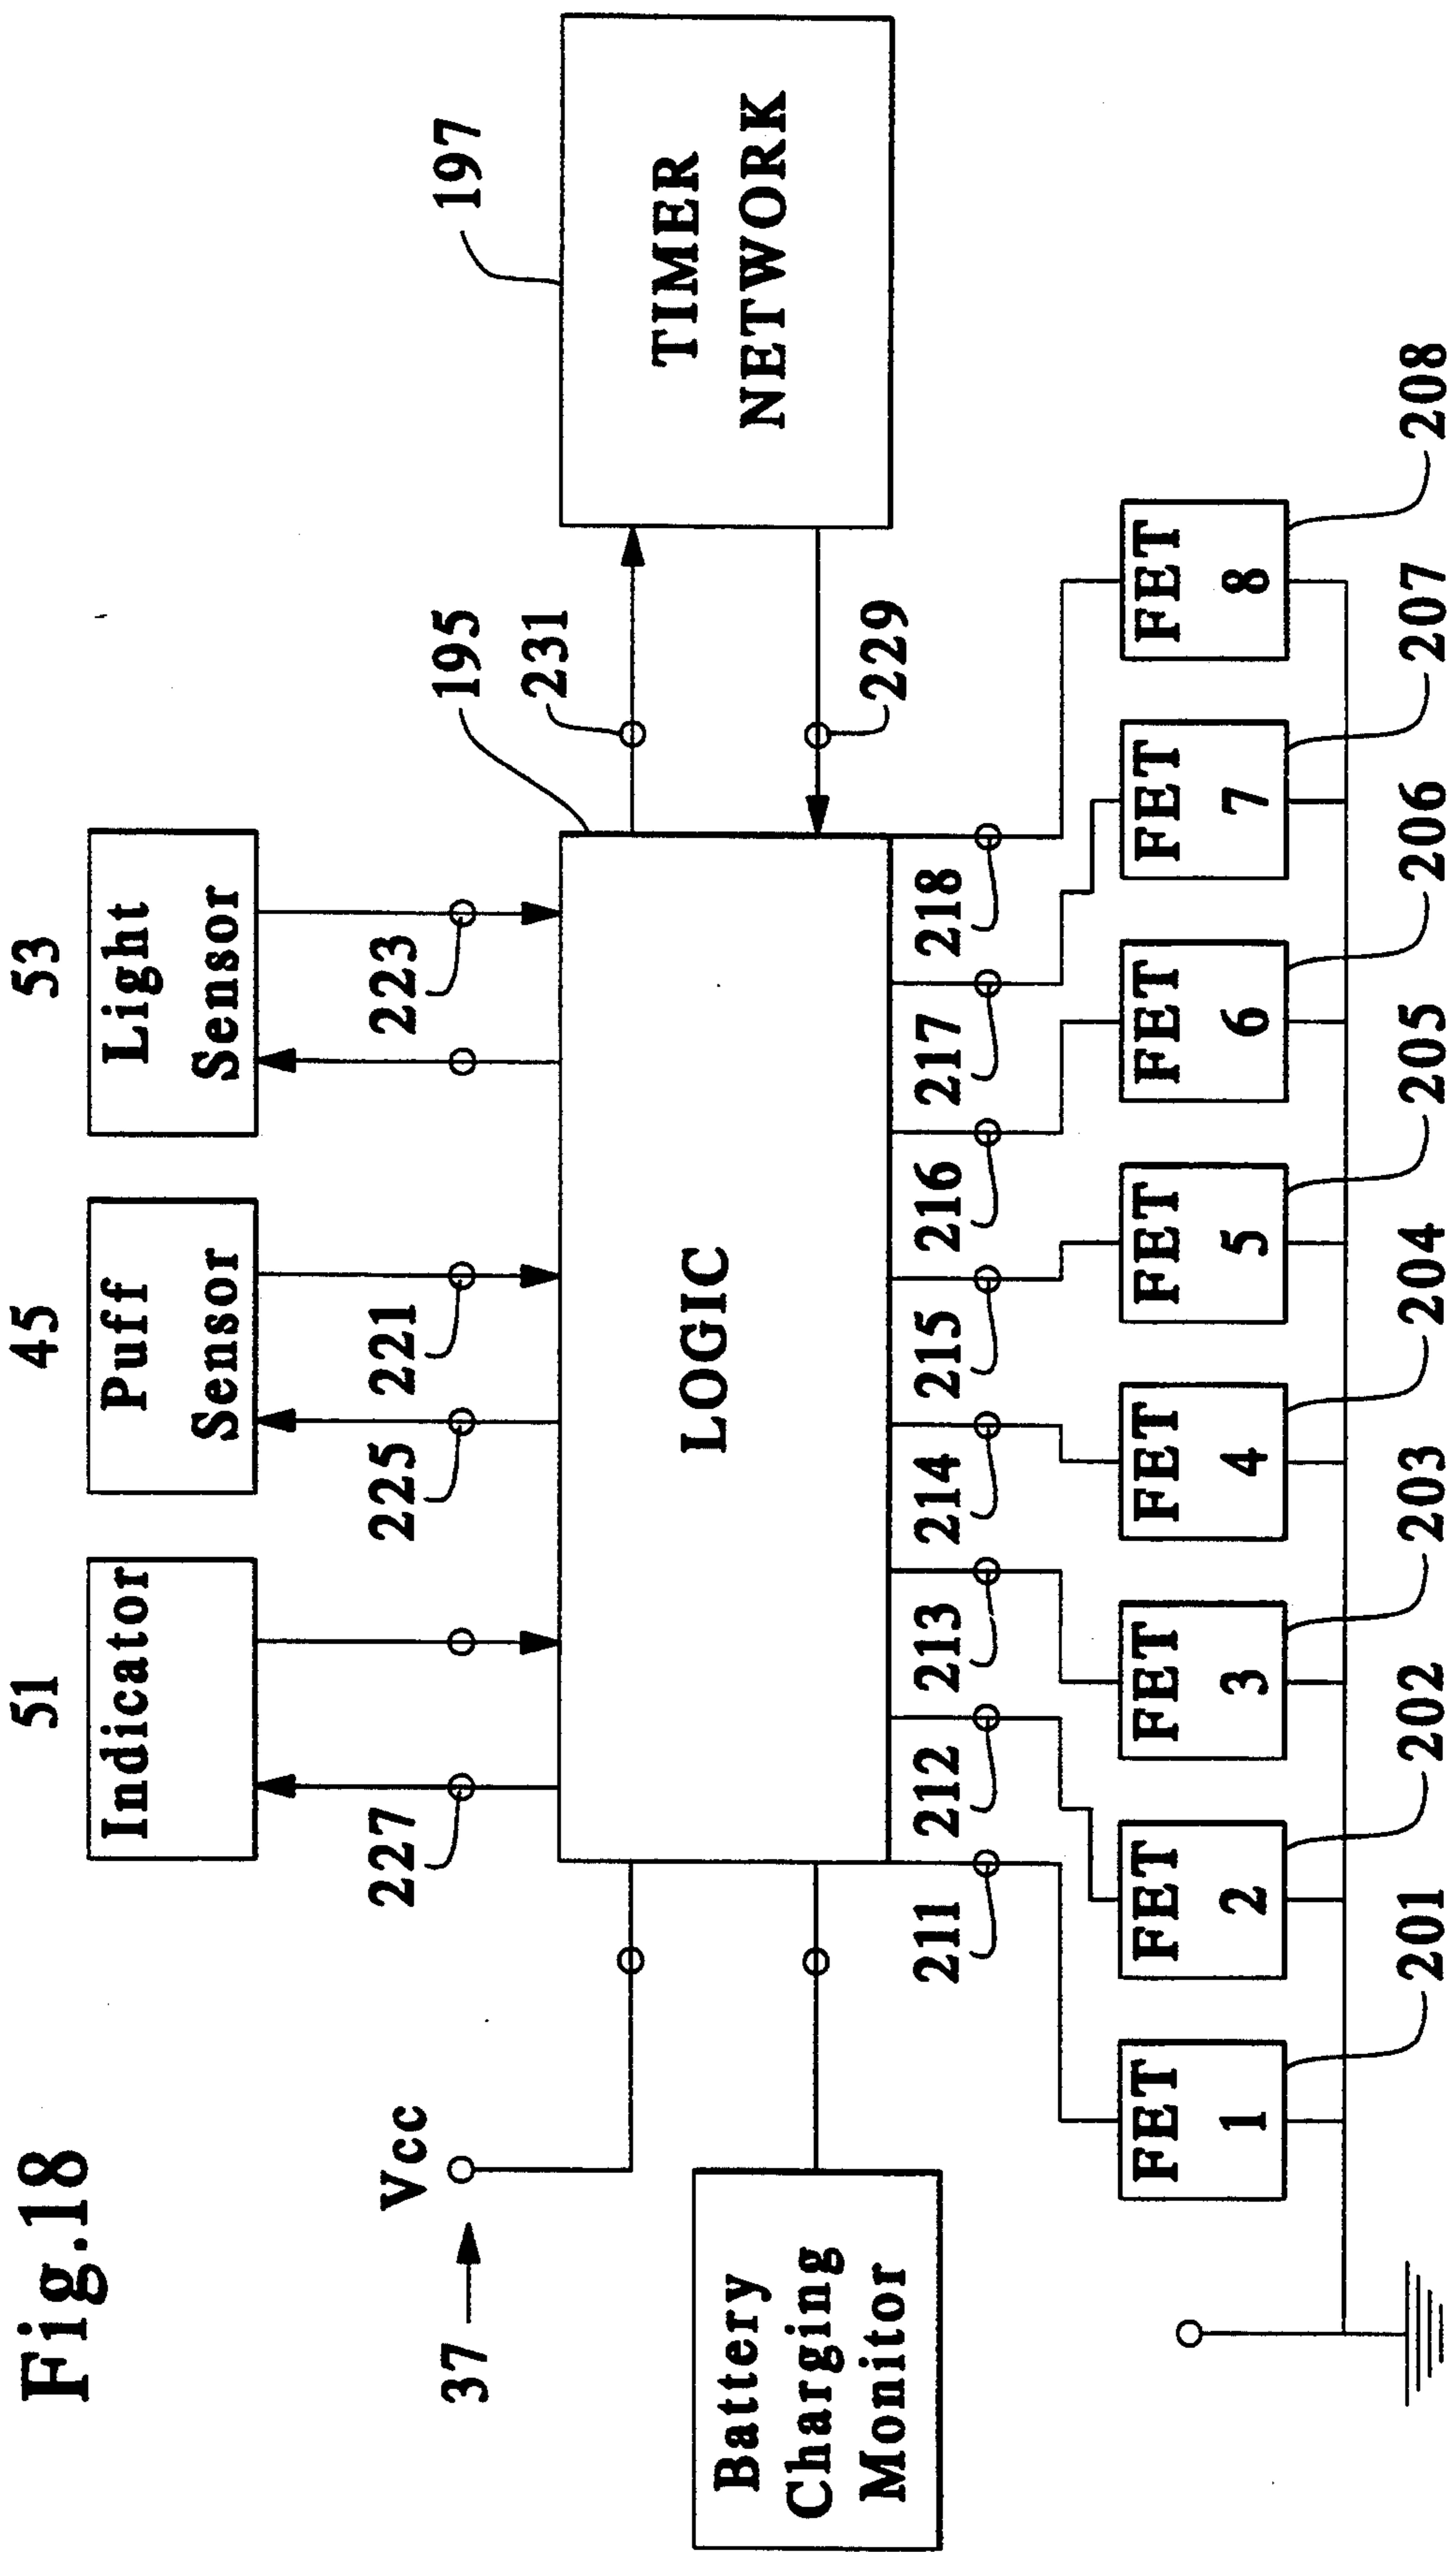 Fig.18
51
45
53
Indicator
Puff
Sensor
Light
Sensor
227
225
221
223
37
Vcc
195
197
231
229
LOGIC
TIMER
NETWORK
Battery
Charging
Monitor
211
212
213
214
215
216
217
218
FET
1
FET
2
FET
3
FET
4
FET
5
FET
6
FET
7
FET
8
201
202
203
204
205
206
207
208